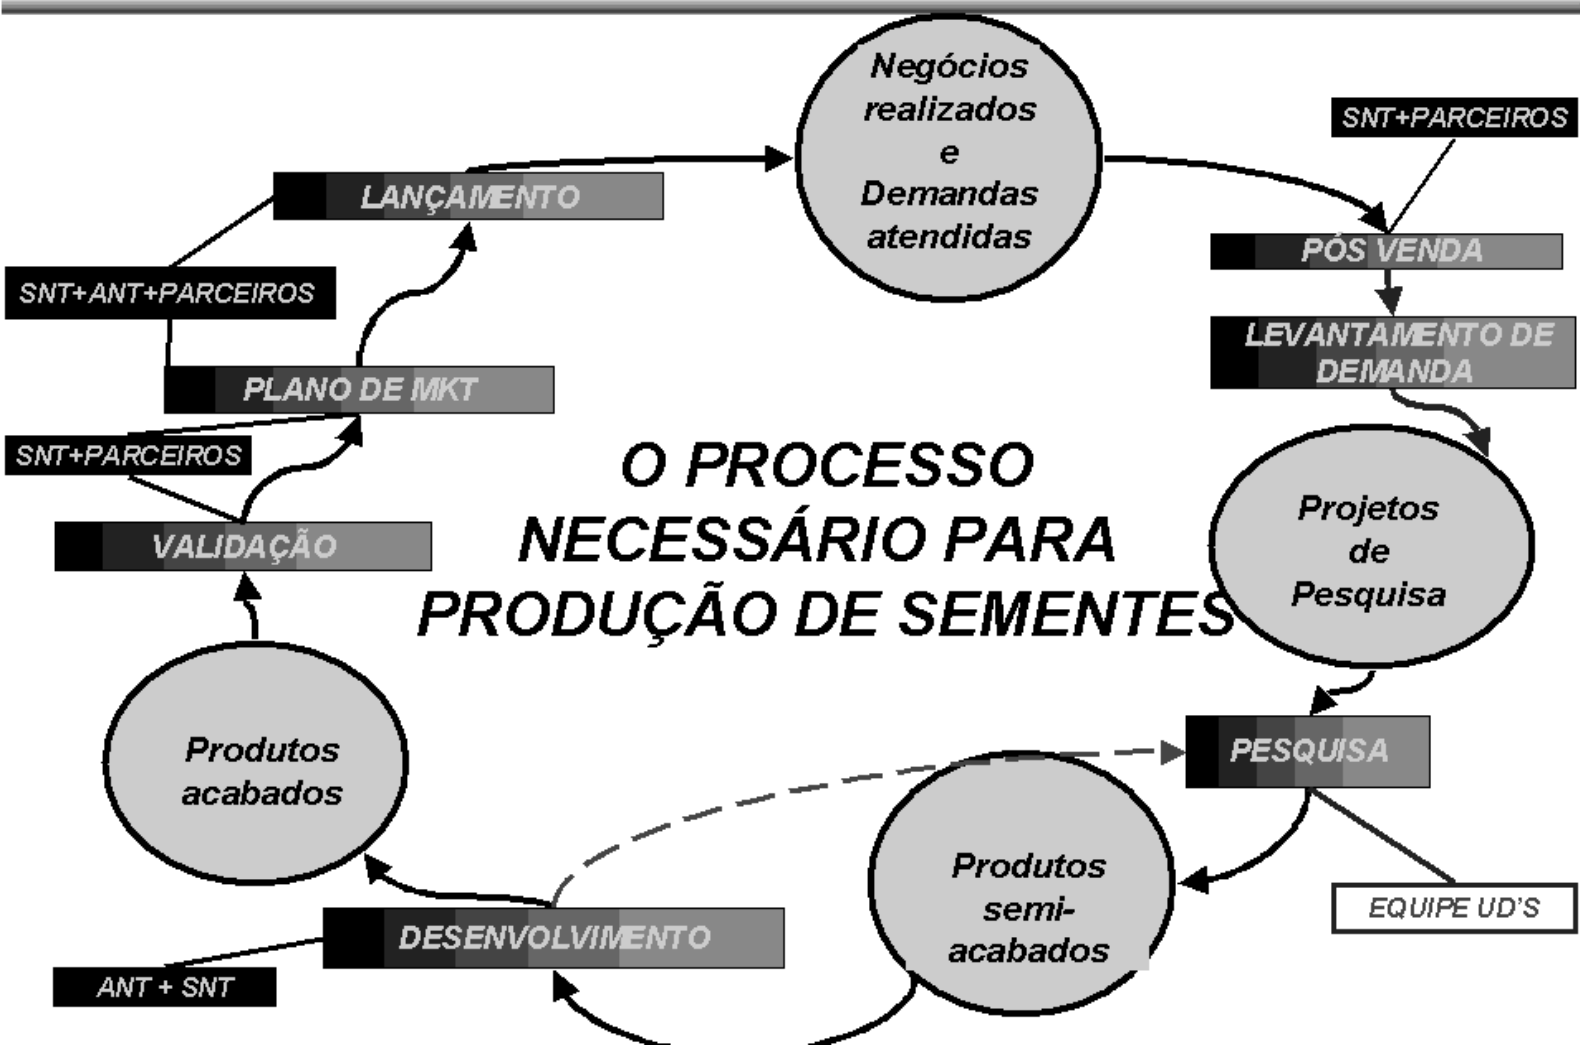 Negócios
realizados
e
Demandas
atendidas
SNT+PARCEIROS
LANÇAMENTO
PÓS VENDA
SNT+ANT+PARCEIROS
LEVANTAMENTO DE
DEMANDA
PLANO DE MKT
SNT+PARCEIROS
O PROCESSO
NECESSÁRIO PARA
PRODUÇÃO DE SEMENTES
Projetos
de
Pesquisa
VALIDAÇÃO
Produtos
acabados
PESQUISA
Produtos
semi-
acabados
EQUIPE UD'S
DESENVOLVIMENTO
ANT + SNT